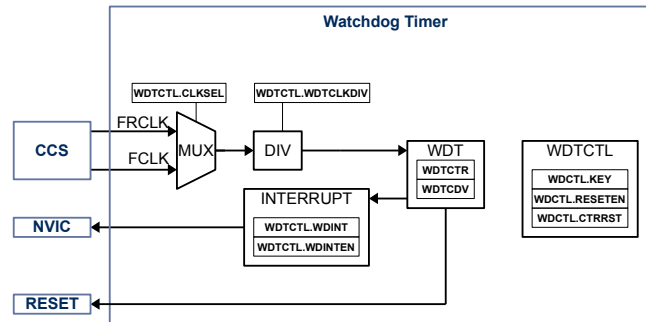 Watchdog Timer
WDTCTL.CLKSEL
WDTCTL.WDTCLKDIV
CCS
FRCLK
FCLK
MUX
DIV
WDT
WDTCTR
WDTCDV
WDTCTL
WDCTL.KEY
WDCTL.RESETEN
WDCTL.CTRRST
INTERRUPT
WDTCTL.WDINT
WDTCTL.WDINTEN
NVIC
RESET